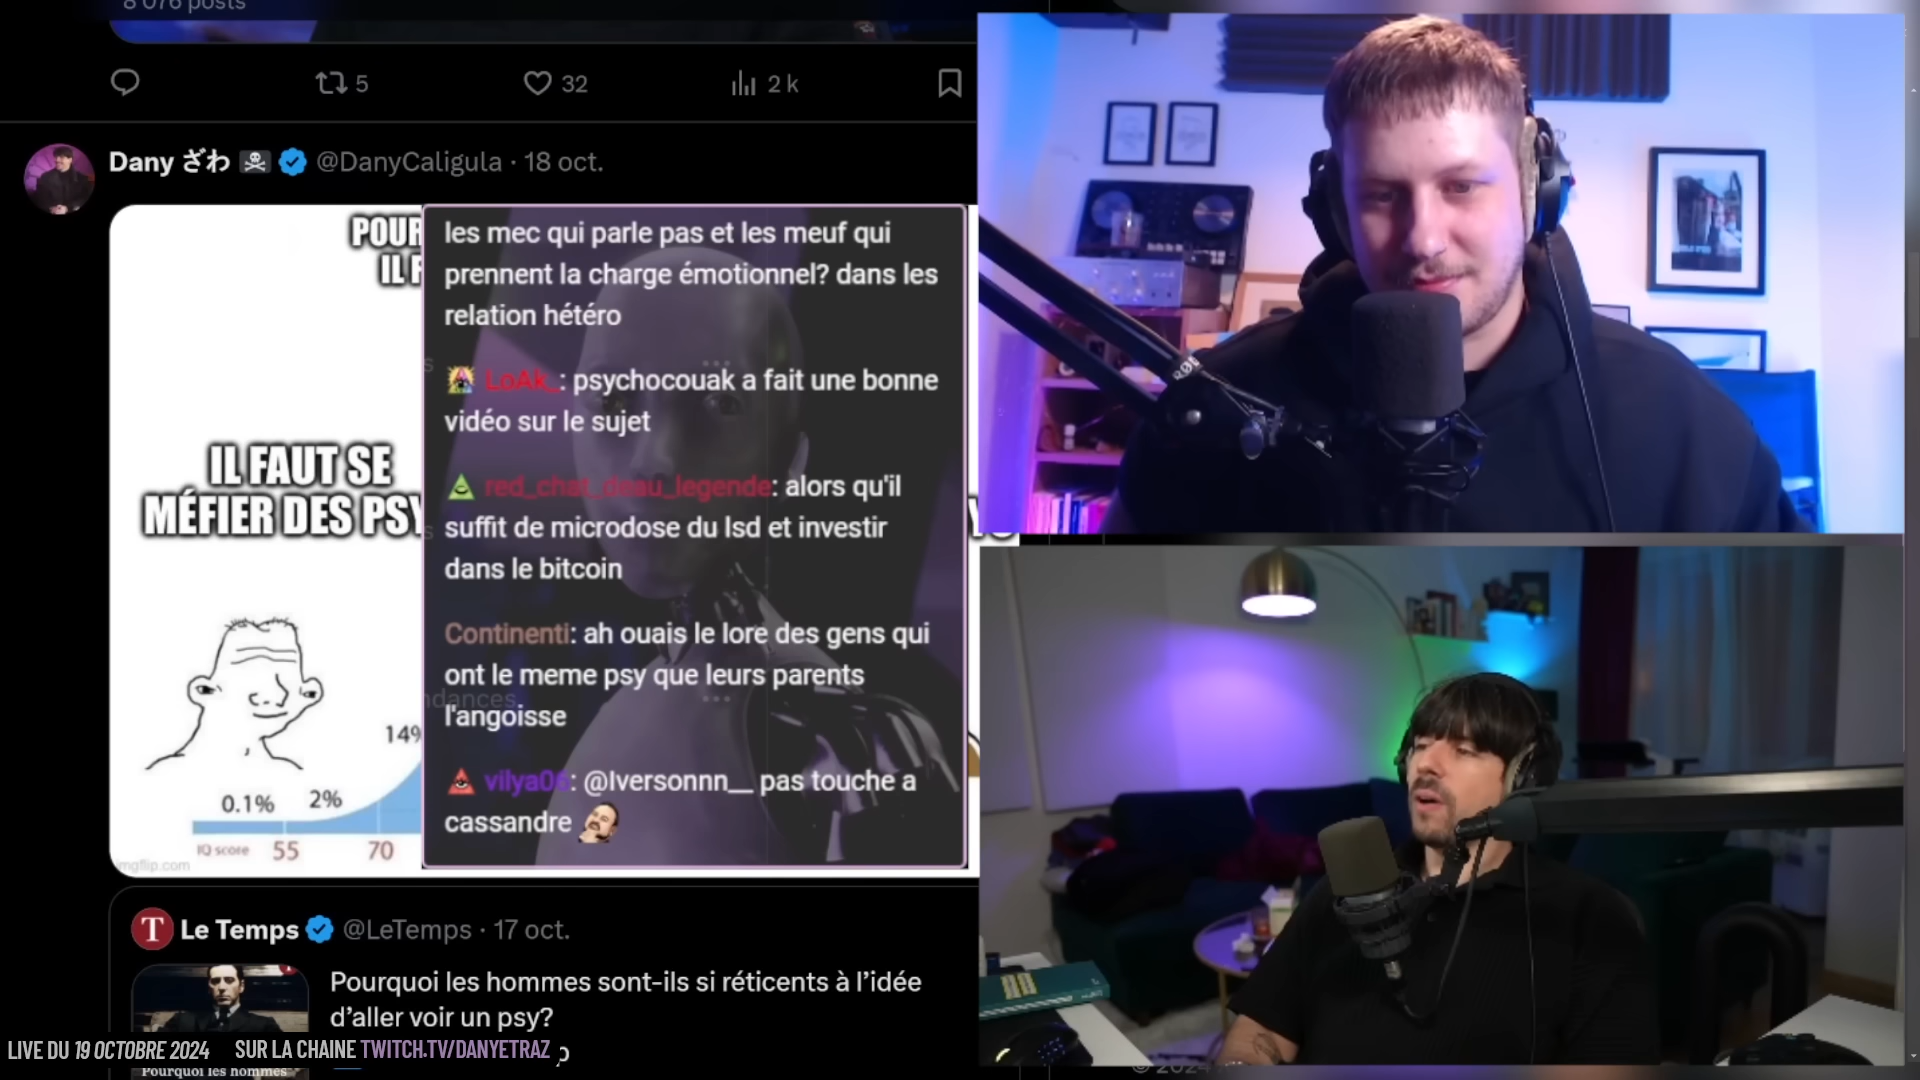 8 076 posts
5
32
2 k
Dany ざわ @DanyCaligula · 18 oct.
POUR
IL F
IL FAUT SE
MÉFIER DES PSY
14%
0.1%
2%
IQ score 55 70
imgflip.com
les mec qui parle pas et les meuf qui
prennent la charge émotionnel? dans les
relation hétéro
LoAk_: psychocouak a fait une bonne
vidéo sur le sujet
red_chat_deau_legende: alors qu'il
suffit de microdose du lsd et investir
dans le bitcoin
Continenti: ah ouais le lore des gens qui
ont le meme psy que leurs parents
l'angoisse
vilya06: @Iversonnn__ pas touche a
cassandre
ndances
T Le Temps @LeTemps · 17 oct.
Pourquoi les hommes sont-ils si réticents à l'idée
d'aller voir un psy?
LIVE DU 19 OCTOBRE 2024 SUR LA CHAINE TWITCH.TV/DANYETRAZ
Pourquoi les hommes
© 2024